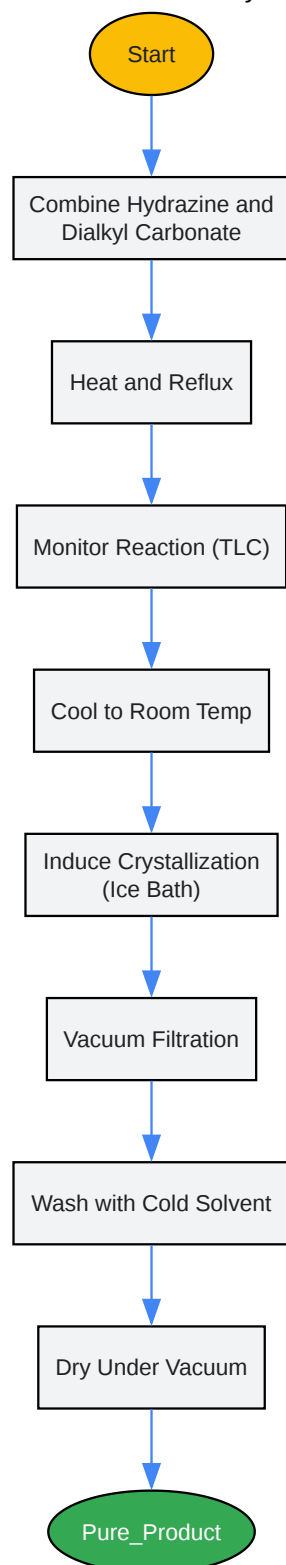 Start
Combine Hydrazine and
Dialkyl Carbonate
Heat and Reflux
Monitor Reaction (TLC)
Cool to Room Temp
Induce Crystallization
(Ice Bath)
Vacuum Filtration
Wash with Cold Solvent
Dry Under Vacuum
Pure_Product